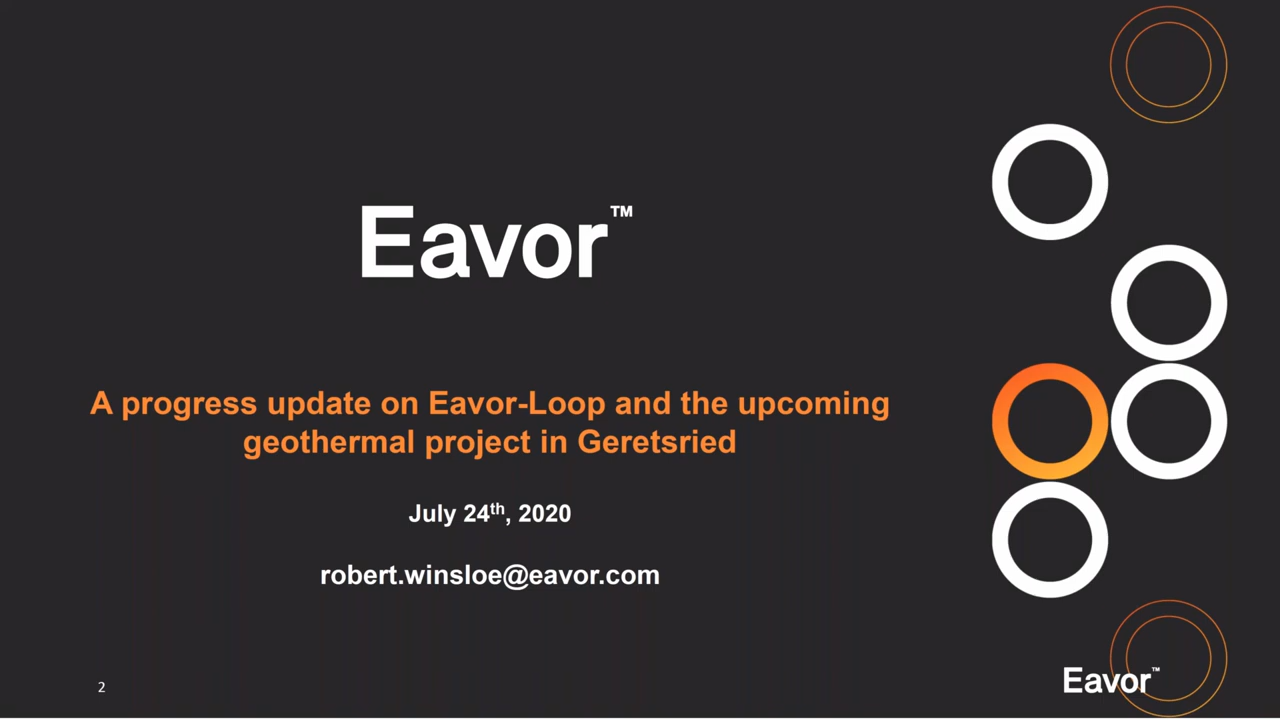 Eavor™
A progress update on Eavor-Loop and the upcoming
geothermal project in Geretsried
July 24th, 2020
robert.winsloe@eavor.com
2
Eavor™